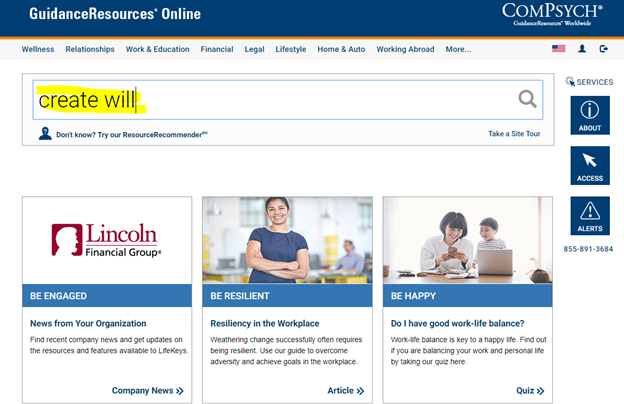 GuidanceResources® Online
COMPSYCH®
GuidanceResources® Worldwide
Wellness Relationships Work & Education Financial Legal Lifestyle Home & Auto Working Abroad More...
create will
Don't know? Try our ResourceRecommender℠
Take a Site Tour
SERVICES
ABOUT
ACCESS
ALERTS
855-891-3684
Lincoln
Financial Group®
BE ENGAGED
News from Your Organization
Find recent company news and get updates on
the resources and features available to LifeKeys.
Company News
BE RESILIENT
Resiliency in the Workplace
Weathering change successfully often requires
being resilient. Use our guide to overcome
adversity and achieve goals in the workplace.
Article
BE HAPPY
Do I have good work-life balance?
Work-life balance is key to a happy life. Find out
if you are balancing your work and personal life
by taking our quiz here.
Quiz